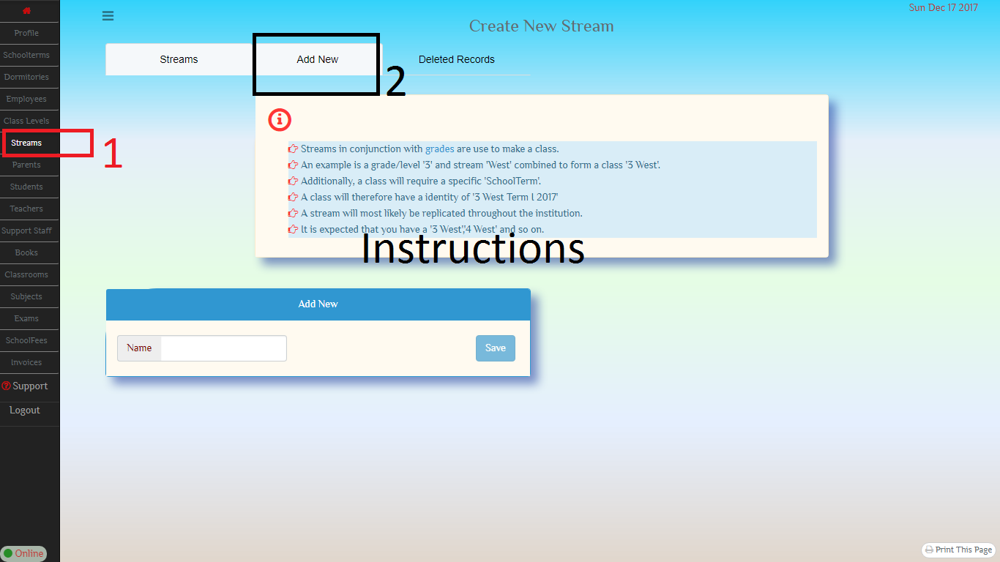 Sun Dec 17 2017
Create New Stream
Streams
Add New
Deleted Records
2
Profile
Schoolterms
Dormitories
Employees
Class Levels
Streams
1
Parents
Students
Teachers
Support Staff
Books
Classrooms
Subjects
Exams
SchoolFees
Invoices
Support
Logout
Online
Streams in conjunction with grades are use to make a class.
An example is a grade/level '3' and stream 'West' combined to form a class '3 West'.
Additionally, a class will require a specific 'SchoolTerm'.
A class will therefore have a identity of '3 West Term I 2017'
A stream will most likely be replicated throughout the institution.
It is expected that you have a '3 West','4 West' and so on.
Instructions
Add New
Name
Save
Print This Page